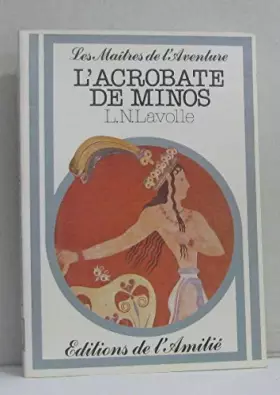 Les Maîtres de l'Aventure
L'ACROBATE
DE MINOS
L.N.Lavolle
Editions de l'Amitié